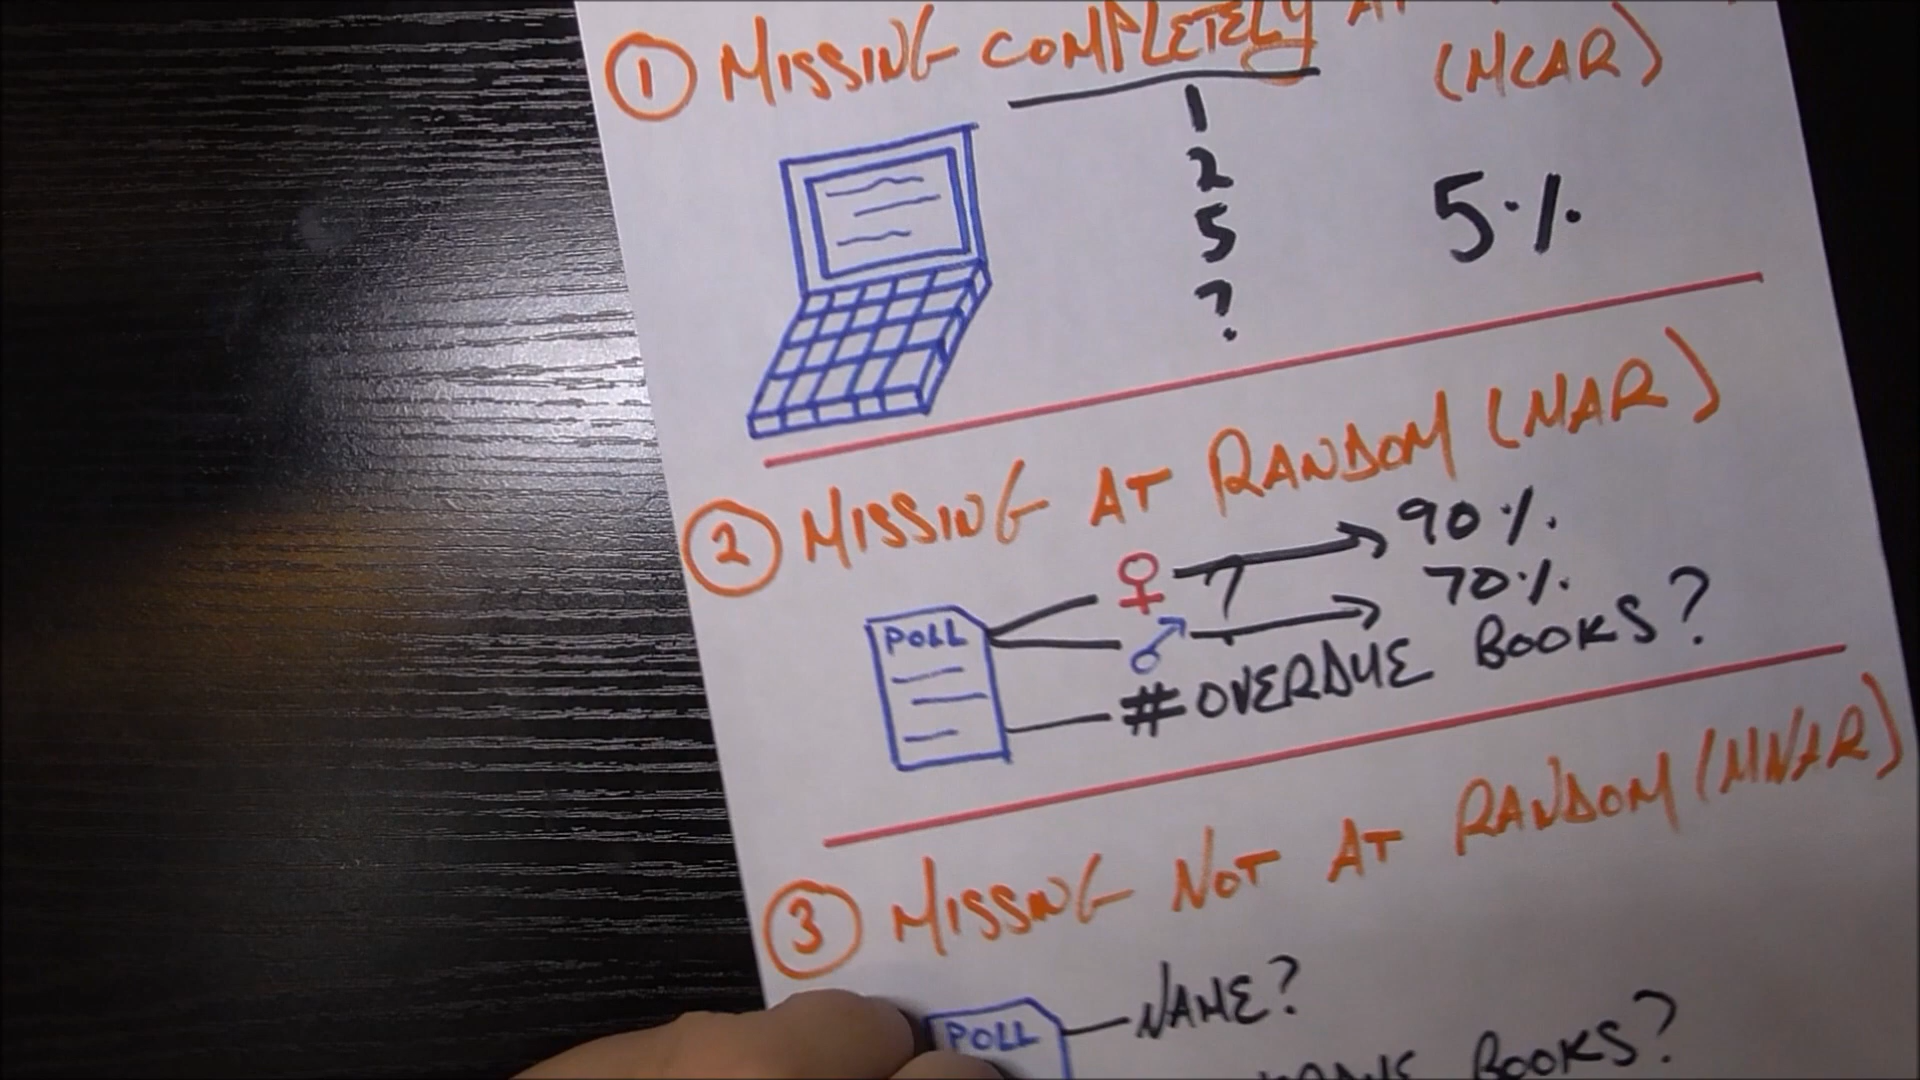 ① MISSING COMPLETELY AT
(MCAR)
1
2
5
?
5%
② MISSING AT RANDOM (MAR)
POLL
♀ → 90%
♂ → 70%
# OVERDUE BOOKS?
③ MISSING NOT AT RANDOM (MNAR)
POLL
NAME?
BOOKS?